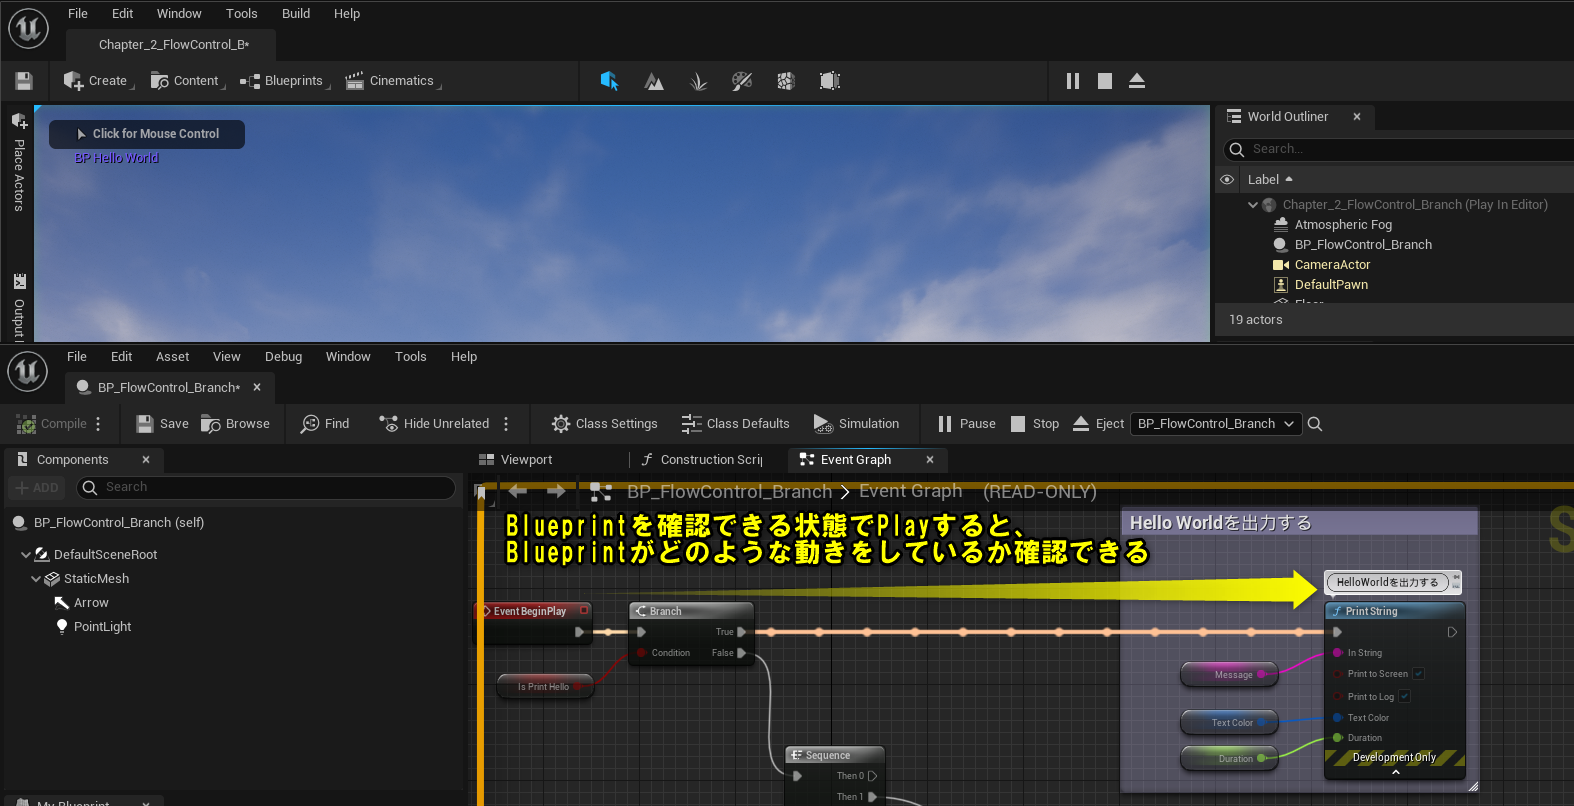 File Edit Window Tools Build Help
Chapter_2_FlowControl_B*
Create Content Blueprints Cinematics
Click for Mouse Control
BP Hello World
Place Actors
World Outliner
Search...
Label
Chapter_2_FlowControl_Branch (Play In Editor)
Atmospheric Fog
BP_FlowControl_Branch
CameraActor
DefaultPawn
19 actors
File Edit Asset View Debug Window Tools Help
BP_FlowControl_Branch*
Compile Save Browse Find Hide Unrelated Class Settings Class Defaults Simulation Pause Stop Eject BP_FlowControl_Branch
Components
Viewport Construction Scrip Event Graph
ADD Search
BP_FlowControl_Branch > Event Graph (READ-ONLY)
BP_FlowControl_Branch (self)
DefaultSceneRoot
StaticMesh
Arrow
PointLight
Blueprintを確認できる状態でPlayすると、
Blueprintがどのような動きをしているか確認できる
Hello Worldを出力する
HelloWorldを出力する
Event BeginPlay
Branch
True
Condition False
Is Print Hello
Sequence
Then 0
Then 1
Print String
In String
Print to Screen
Print to Log
Text Color
Duration
Development Only
Message
Text Color
Duration
My Blueprint